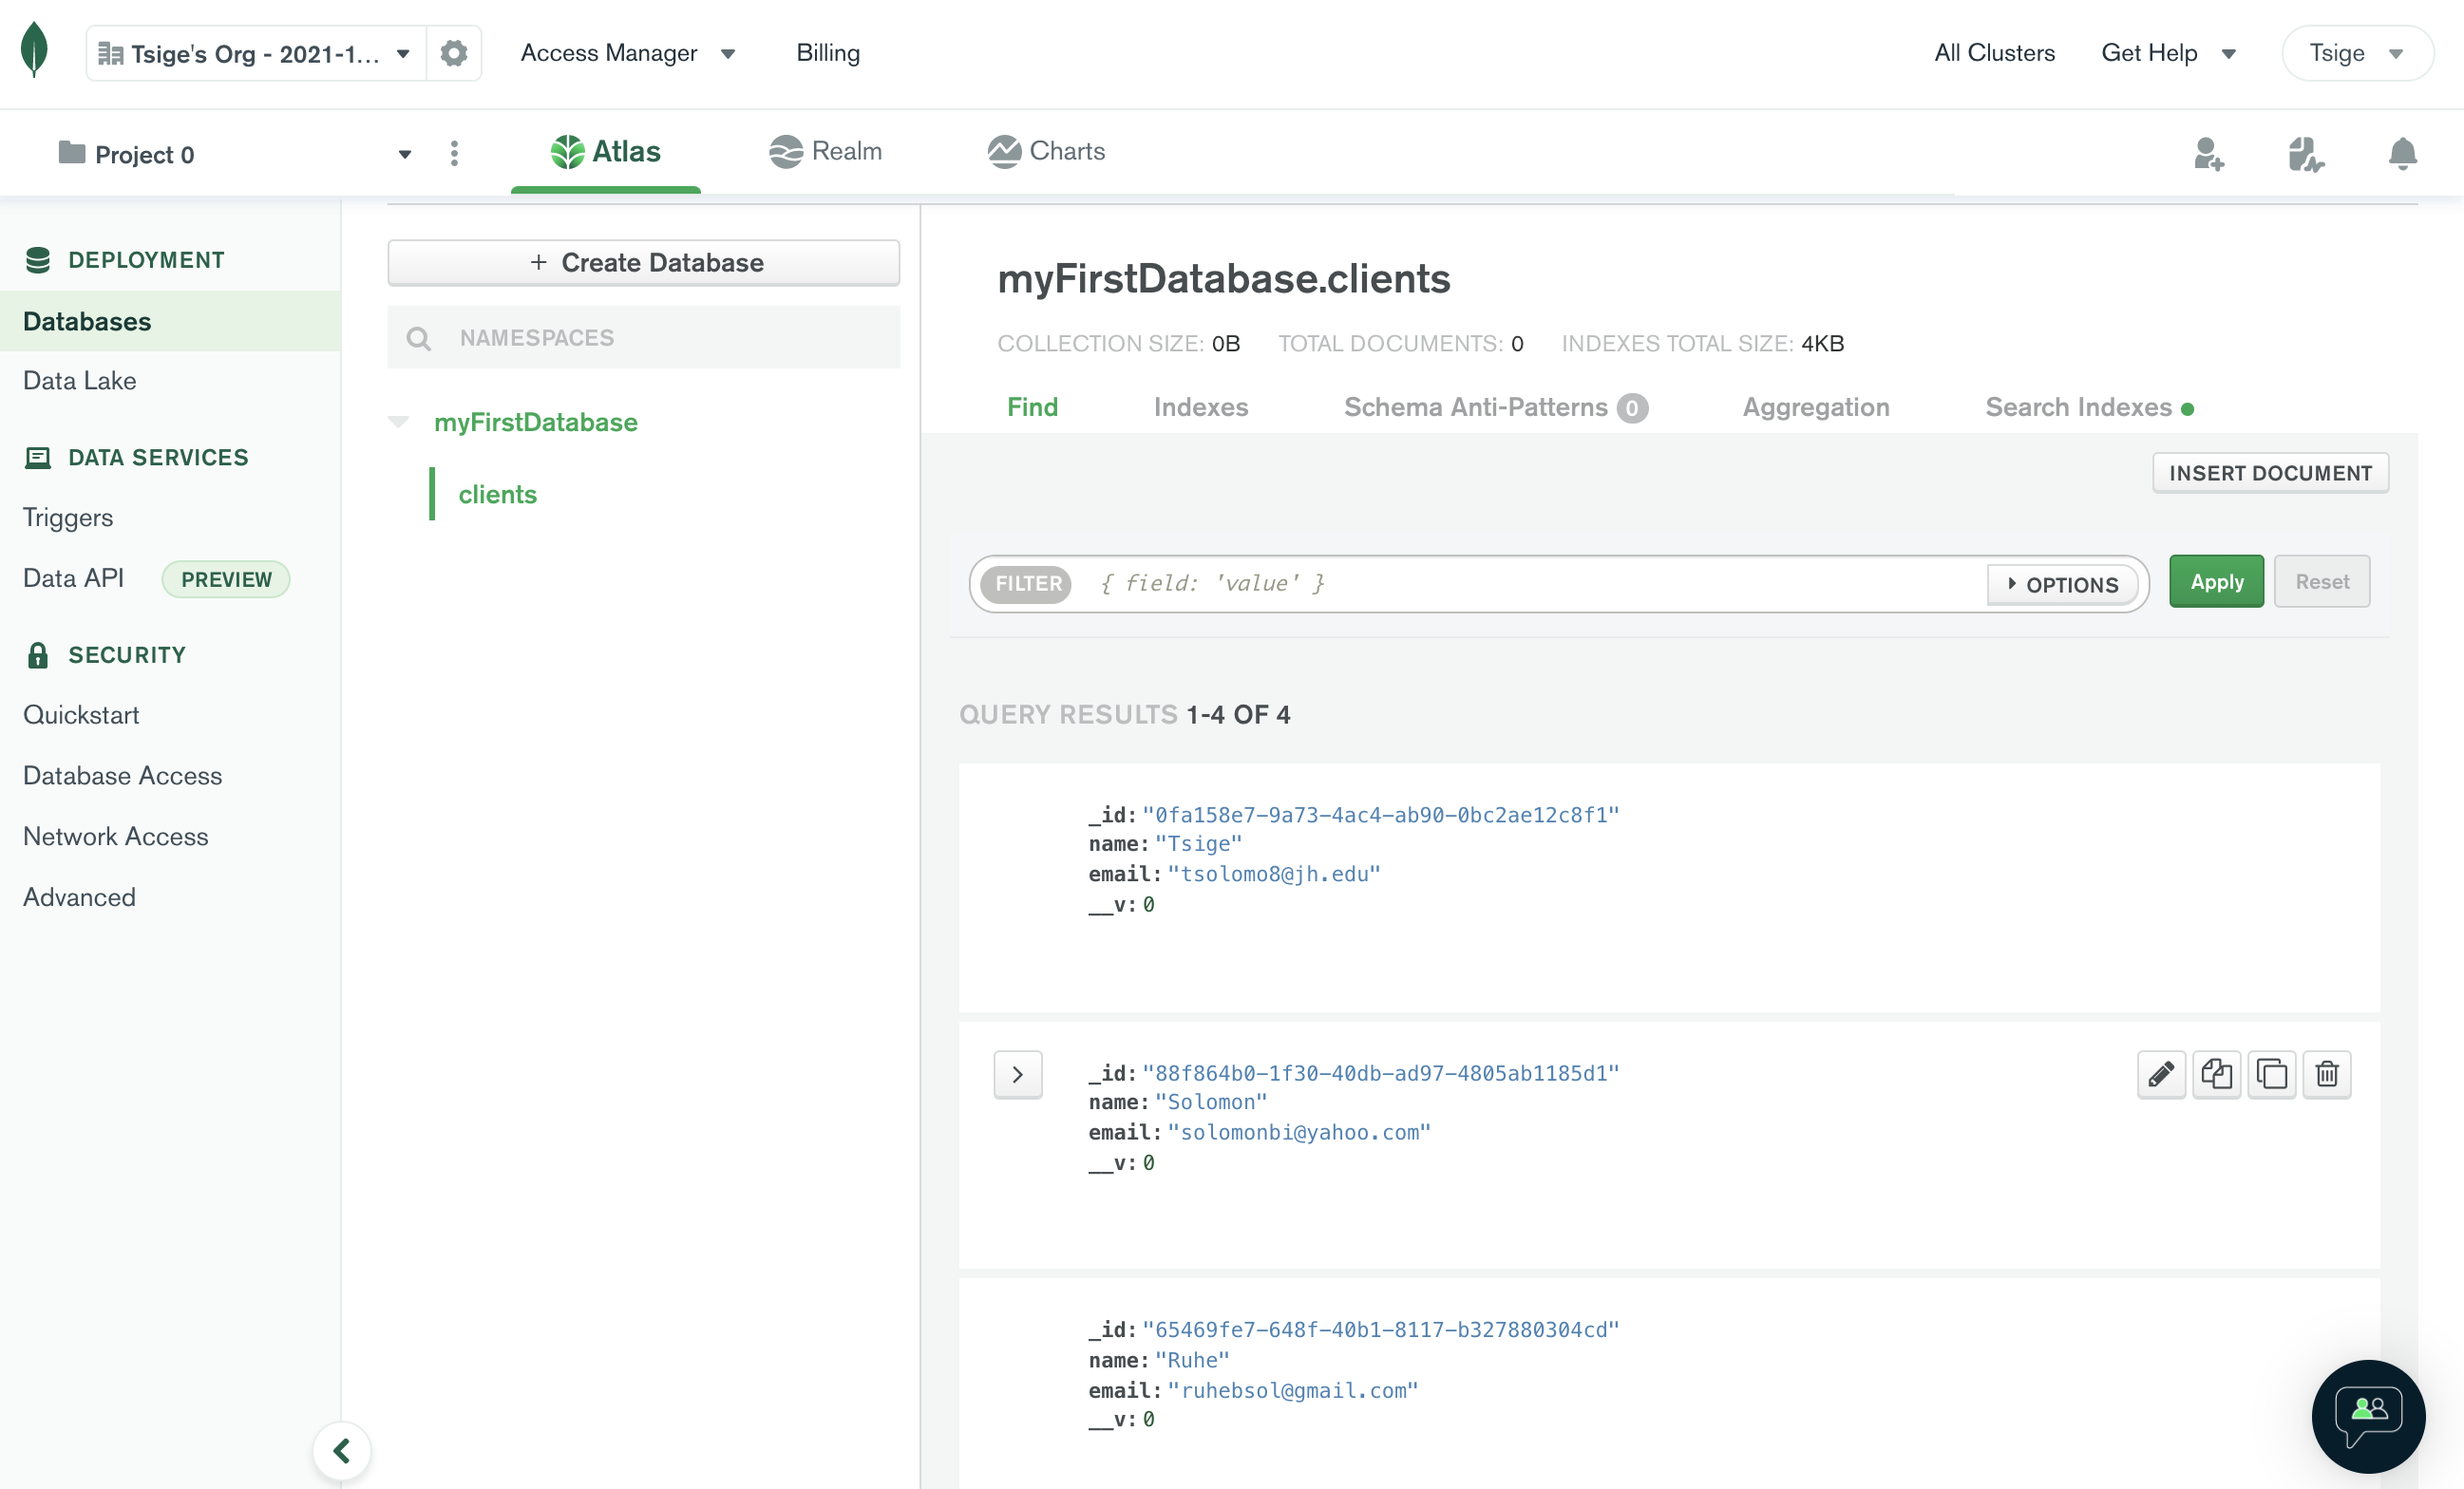 Tsige's Org - 2021-1...
Access Manager
Billing
All Clusters
Get Help
Tsige
Project 0
Atlas
Realm
Charts
DEPLOYMENT
Databases
Data Lake
DATA SERVICES
Triggers
Data API PREVIEW
SECURITY
Quickstart
Database Access
Network Access
Advanced
+ Create Database
NAMESPACES
myFirstDatabase
clients
myFirstDatabase.clients
COLLECTION SIZE: 0B TOTAL DOCUMENTS: 0 INDEXES TOTAL SIZE: 4KB
Find Indexes Schema Anti-Patterns 0 Aggregation Search Indexes
INSERT DOCUMENT
FILTER { field: 'value' } OPTIONS Apply Reset
QUERY RESULTS 1-4 OF 4
_id: "0fa158e7-9a73-4ac4-ab90-0bc2ae12c8f1"
name: "Tsige"
email: "tsolomo8@jh.edu"
__v: 0
_id: "88f864b0-1f30-40db-ad97-4805ab1185d1"
name: "Solomon"
email: "solomonbi@yahoo.com"
__v: 0
_id: "65469fe7-648f-40b1-8117-b327880304cd"
name: "Ruhe"
email: "ruhebsol@gmail.com"
__v: 0